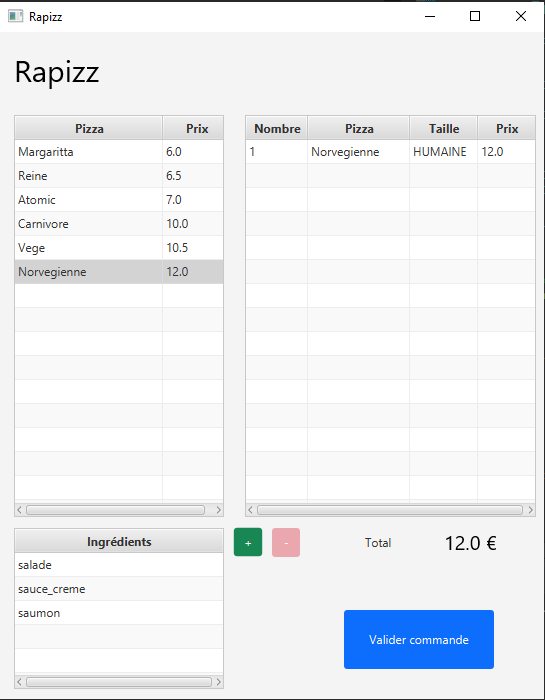 Rapizz
Rapizz
Pizza Prix
Margaritta 6.0
Reine 6.5
Atomic 7.0
Carnivore 10.0
Vege 10.5
Norvegienne 12.0
Nombre Pizza Taille Prix
1 Norvegienne HUMAINE 12.0
Ingrédients
salade
sauce_creme
saumon
+ -
Total 12.0 €
Valider commande